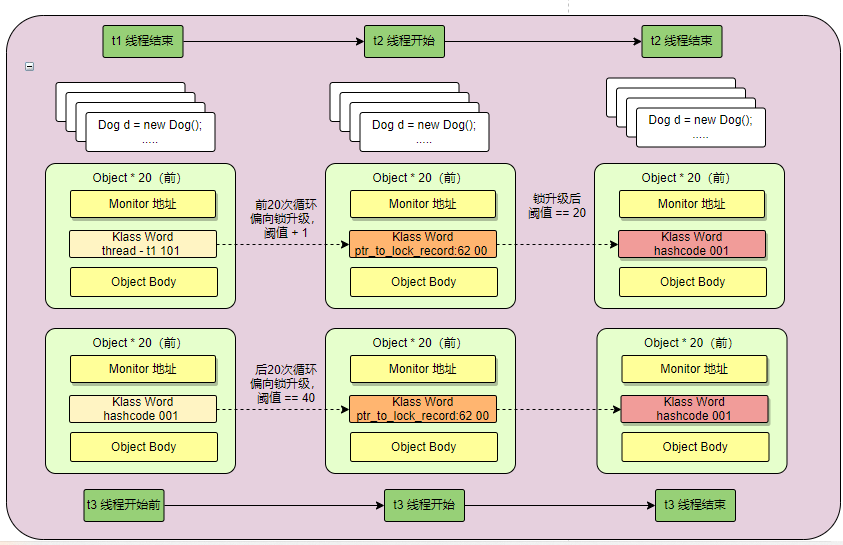 t1 线程结束
t2 线程开始
t2 线程结束
Dog d = new Dog();
.....
Dog d = new Dog();
.....
Dog d = new Dog();
.....
Object * 20（前）
Monitor 地址
Klass Word
thread - t1 101
Object Body
前20次循环
偏向锁升级，
阈值 + 1
Object * 20（前）
Monitor 地址
Klass Word
ptr_to_lock_record:62 00
Object Body
锁升级后
阈值 == 20
Object * 20（前）
Monitor 地址
Klass Word
hashcode 001
Object Body
Object * 20（前）
Monitor 地址
Klass Word
hashcode 001
Object Body
后20次循环
偏向锁升级，
阈值 == 40
Object * 20（前）
Monitor 地址
Klass Word
ptr_to_lock_record:62 00
Object Body
Object * 20（前）
Monitor 地址
Klass Word
hashcode 001
Object Body
t3 线程开始前
t3 线程开始
t3 线程结束